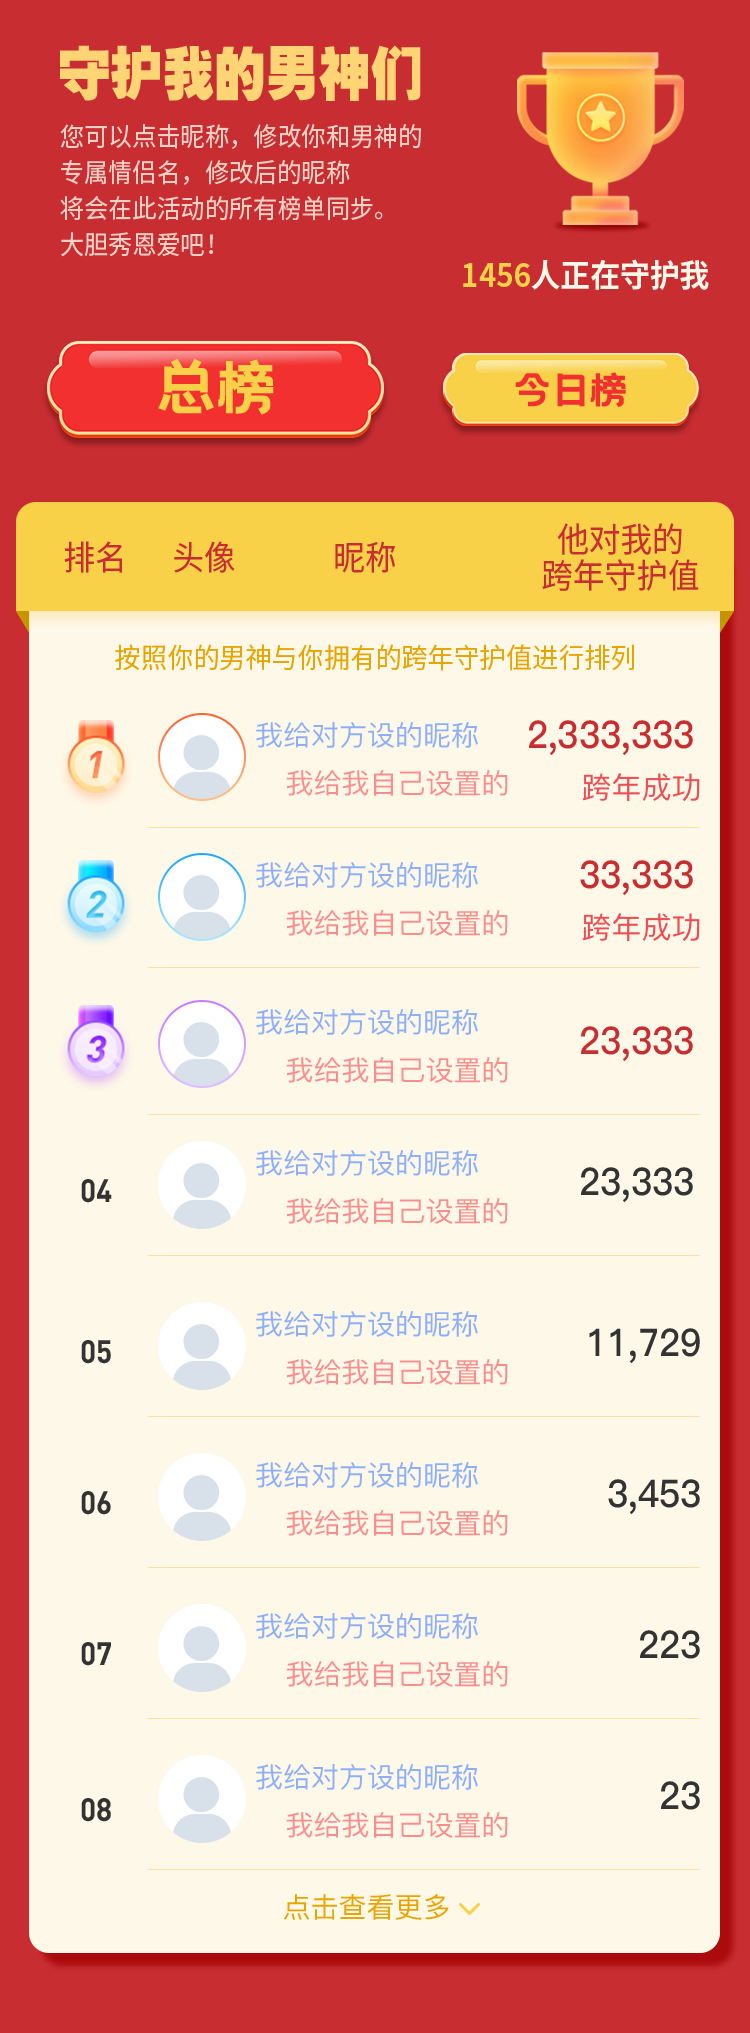 守护我的男神们
您可以点击昵称，修改你和男神的
专属情侣名，修改后的昵称
将会在此活动的所有榜单同步。
大胆秀恩爱吧！
1456人正在守护我
总榜
今日榜
排名
头像
昵称
他对我的
跨年守护值
按照你的男神与你拥有的跨年守护值进行排列
1
我给对方设的昵称
我给我自己设置的
2,333,333
跨年成功
2
我给对方设的昵称
我给我自己设置的
33,333
跨年成功
3
我给对方设的昵称
我给我自己设置的
23,333
04
我给对方设的昵称
我给我自己设置的
23,333
05
我给对方设的昵称
我给我自己设置的
11,729
06
我给对方设的昵称
我给我自己设置的
3,453
07
我给对方设的昵称
我给我自己设置的
223
08
我给对方设的昵称
我给我自己设置的
23
点击查看更多